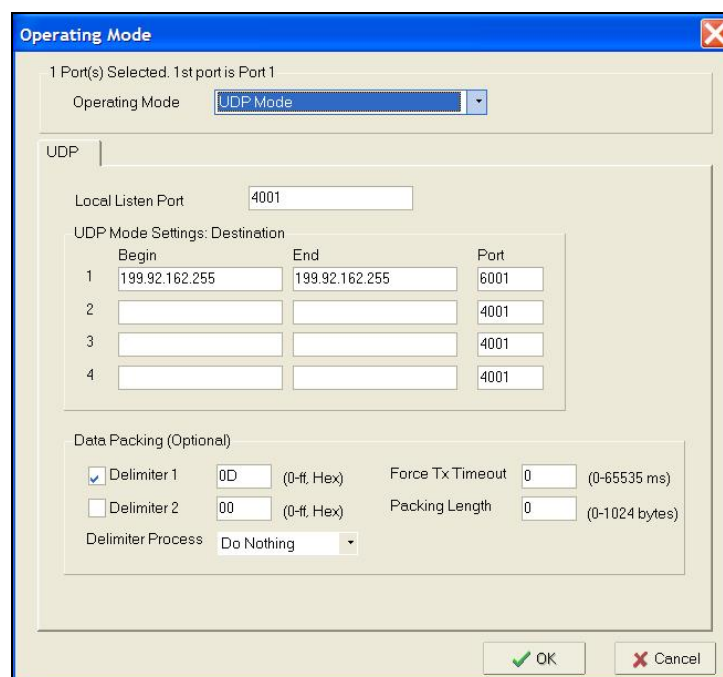 Operating Mode
1 Port(s) Selected. 1st port is Port 1
Operating Mode UDP Mode
UDP
Local Listen Port 4001
UDP Mode Settings: Destination
Begin End Port
1 199.92.162.255 199.92.162.255 6001
2 4001
3 4001
4 4001
Data Packing (Optional)
Delimiter 1 0D (0-ff, Hex) Force Tx Timeout 0 (0-65535 ms)
Delimiter 2 00 (0-ff, Hex) Packing Length 0 (0-1024 bytes)
Delimiter Process Do Nothing
OK Cancel